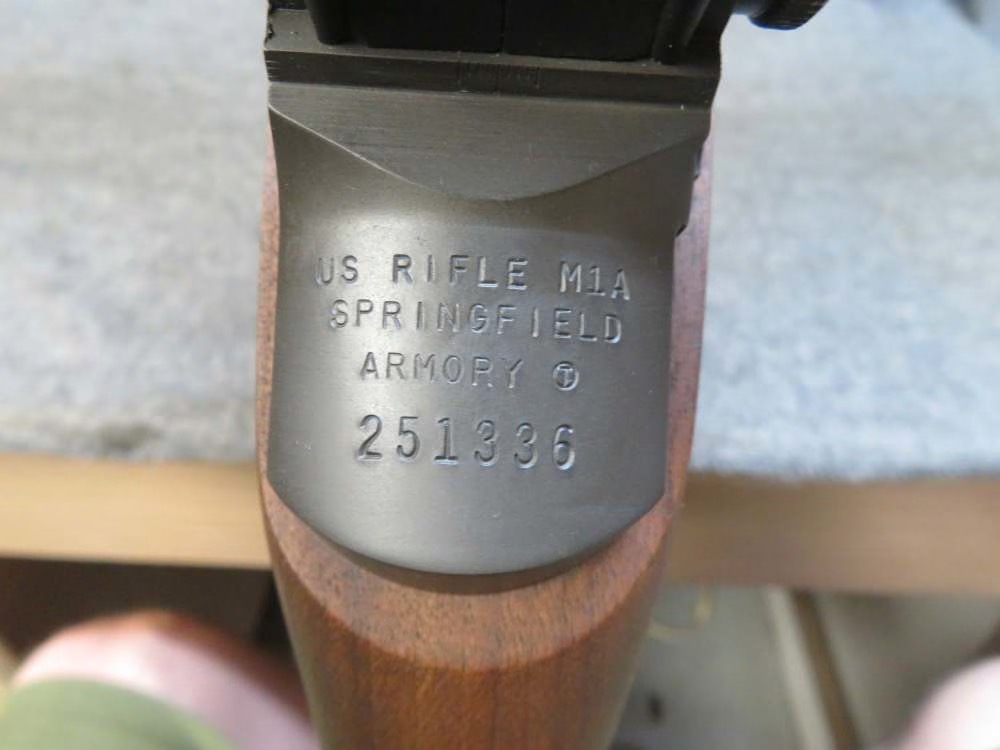 US RIFLE M1A
SPRINGFIELD
ARMORY Ⓣ
251336